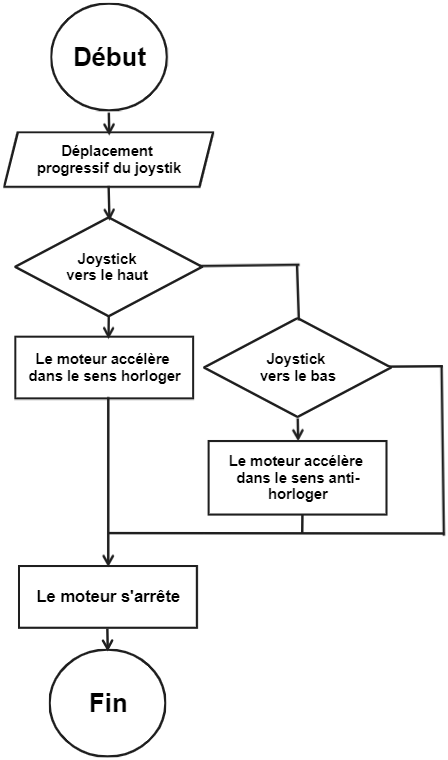 Début
Déplacement
progressif du joystik
Joystick
vers le haut
Le moteur accélère
dans le sens horloger
Joystick
vers le bas
Le moteur accélère
dans le sens anti-
horloger
Le moteur s'arrête
Fin